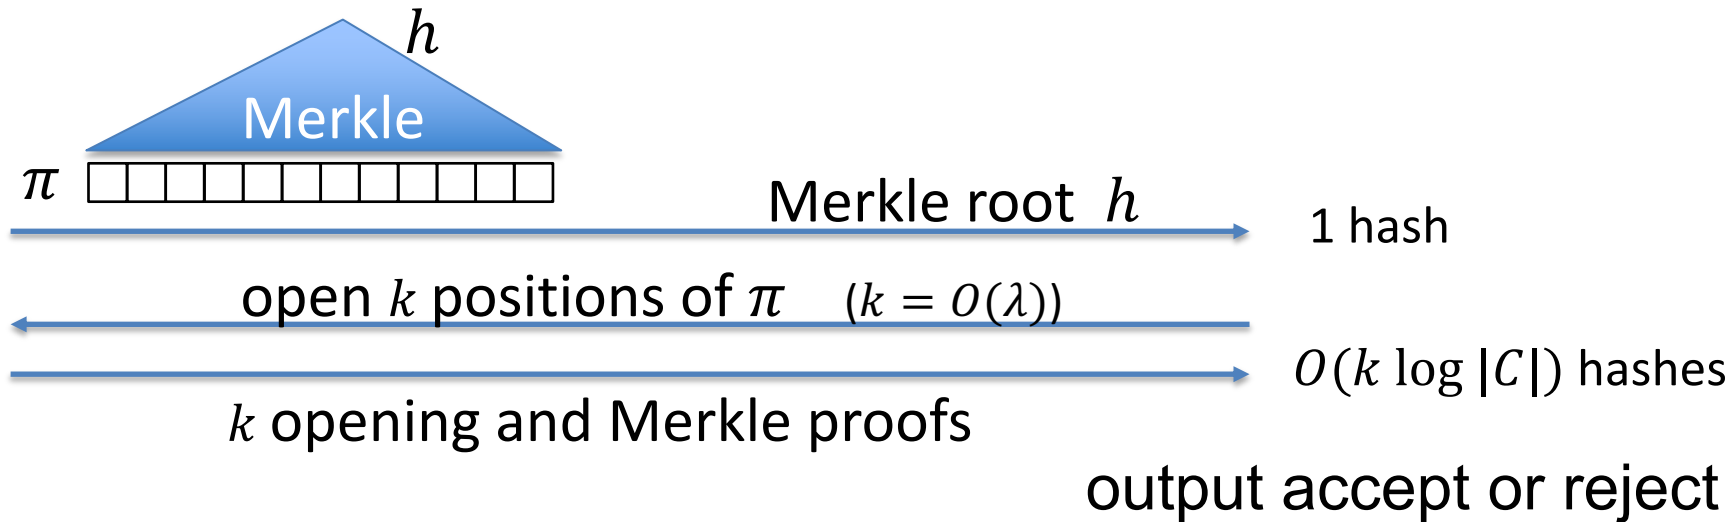 h
Merkle
π
Merkle root h
1 hash
open k positions of π (k = O(λ))
O(k log |C|) hashes
k opening and Merkle proofs
output accept or reject